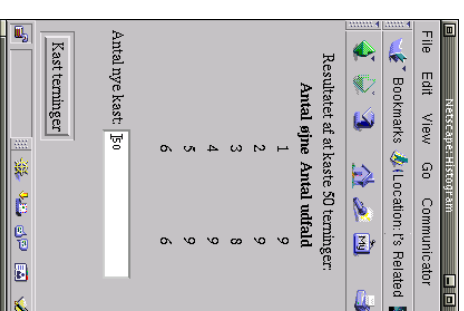 Netscape: Histogram
File Edit View Go Communicator
Bookmarks Location: t's Related
My
Resultatet af at kaste 50 terninger:
Antal øjne Antal udfald
1 9
2 9
3 8
4 9
5 9
6 6
Antal nye kast: 50
Kast terninger